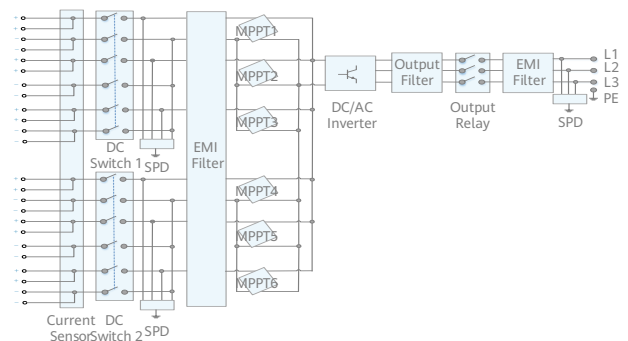 MPPT1
MPPT2
MPPT3
MPPT4
MPPT5
MPPT6
EMI
Filter
DC
Switch 1
SPD
Current
Sensor
DC
Switch 2
SPD
DC/AC
Inverter
Output
Filter
Output
Relay
EMI
Filter
SPD
L1
L2
L3
PE